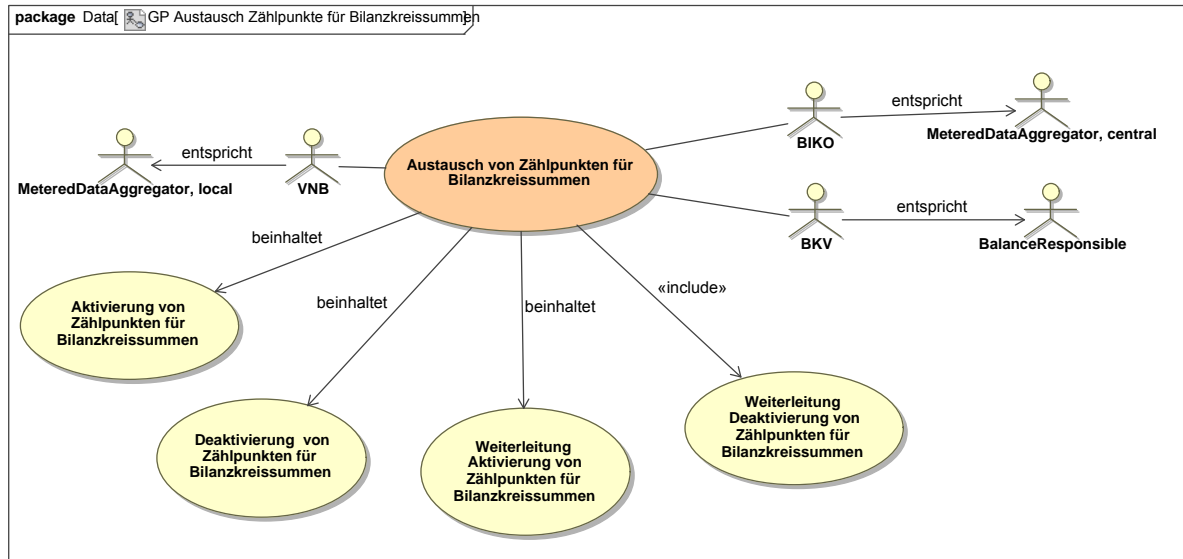 package Data[ GP Austausch Zählpunkte für Bilanzkreissummen]
entspricht
BIKO
MeteredDataAggregator, central
Austausch von Zählpunkten für
Bilanzkreissummen
entspricht
MeteredDataAggregator, local
VNB
entspricht
BKV
BalanceResponsible
beinhaltet
beinhaltet
beinhaltet
«include»
Aktivierung von
Zählpunkten für
Bilanzkreissummen
Deaktivierung von
Zählpunkten für
Bilanzkreissummen
Weiterleitung
Aktivierung von
Zählpunkten für
Bilanzkreissummen
Weiterleitung
Deaktivierung von
Zählpunkten für
Bilanzkreissummen